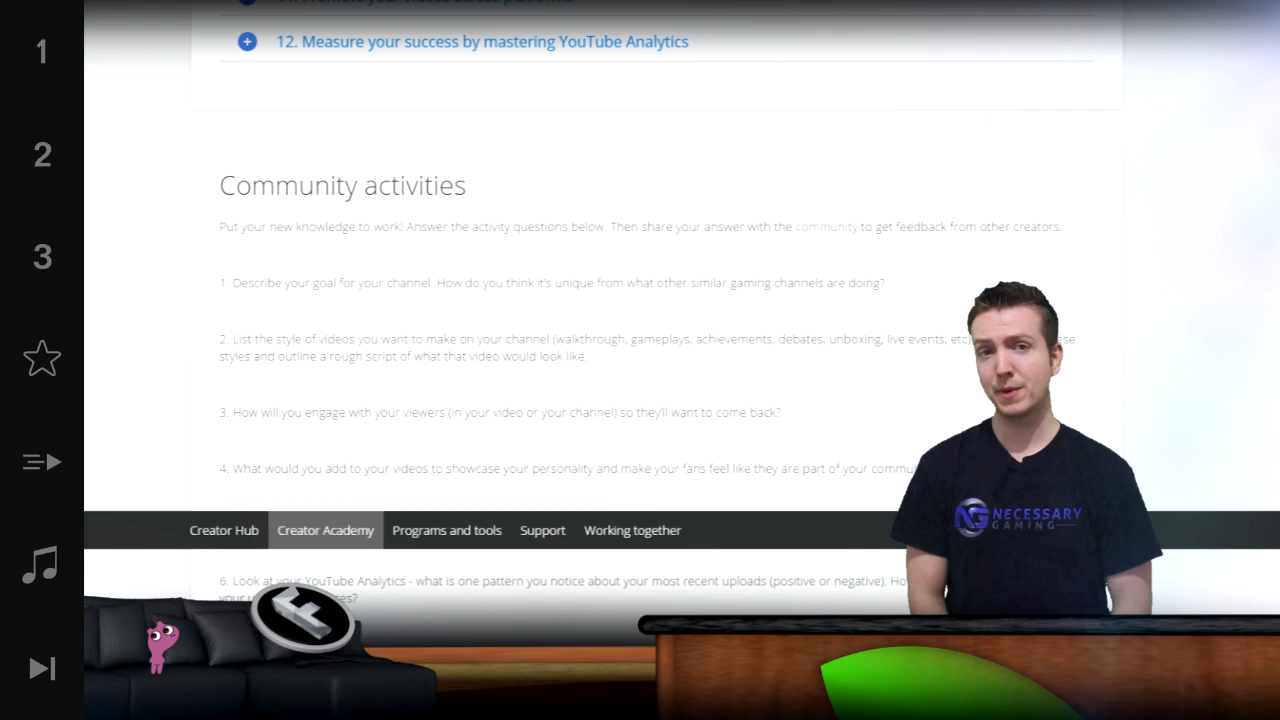 12. Measure your success by mastering YouTube Analytics
Community activities
Put your new knowledge to work! Answer the activity questions below. Then share your answer with the community to get feedback from other creators.
1. Describe your goal for your channel. How do you think it's unique from what other similar gaming channels are doing?
2. List the style of videos you want to make on your channel (walkthrough, gameplays, achievements, debates, unboxing, live events, etc)
styles and outline a rough script of what that video would look like.
3. How will you engage with your viewers (in your video or your channel) so they'll want to come back?
4. What would you add to your videos to showcase your personality and make your fans feel like they are part of your
Creator Hub Creator Academy Programs and tools Support Working together
6. Look at your YouTube Analytics - what is one pattern you notice about your most recent uploads (positive or negative).
your
1
2
3
NG NECESSARY
GAMING
F